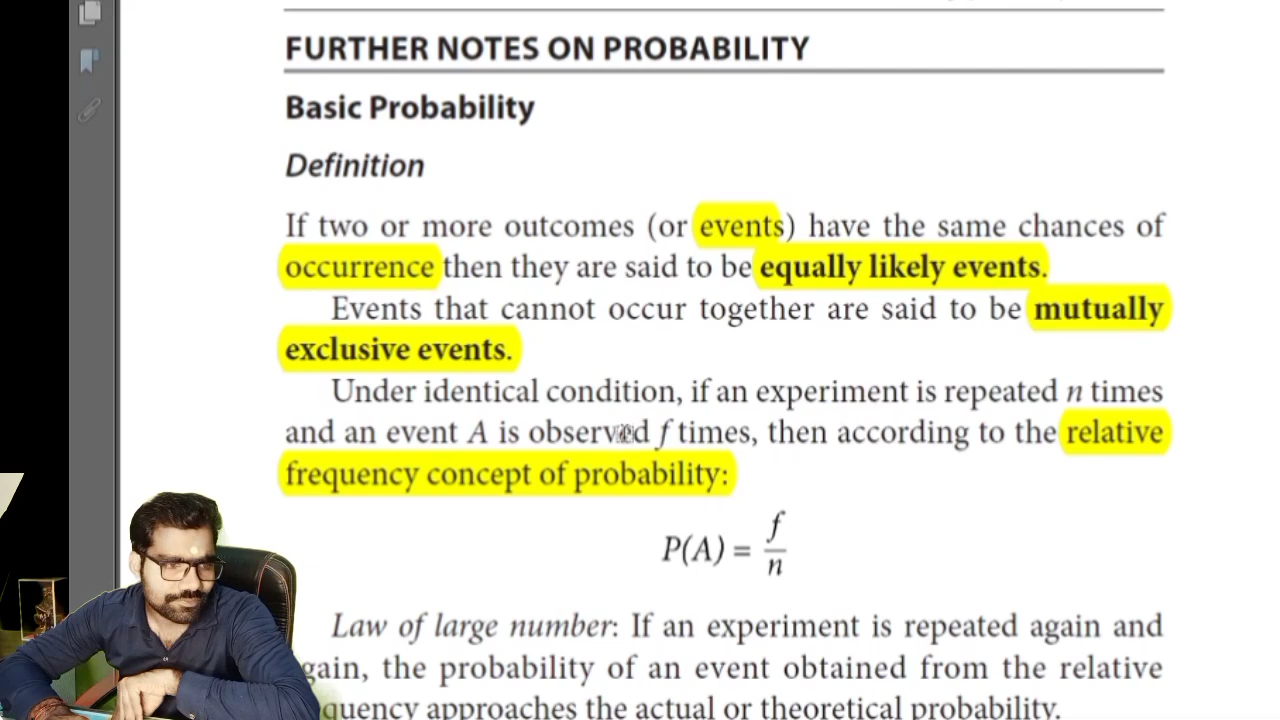 FURTHER NOTES ON PROBABILITY
Basic Probability
Definition
If two or more outcomes (or events) have the same chances of
occurrence then they are said to be equally likely events.
Events that cannot occur together are said to be mutually
exclusive events.
Under identical condition, if an experiment is repeated n times
and an event A is observed f times, then according to the relative
frequency concept of probability:
P(A) = f/n
Law of large number: If an experiment is repeated again and
gain, the probability of an event obtained from the relative
quency approaches the actual or theoretical probability.